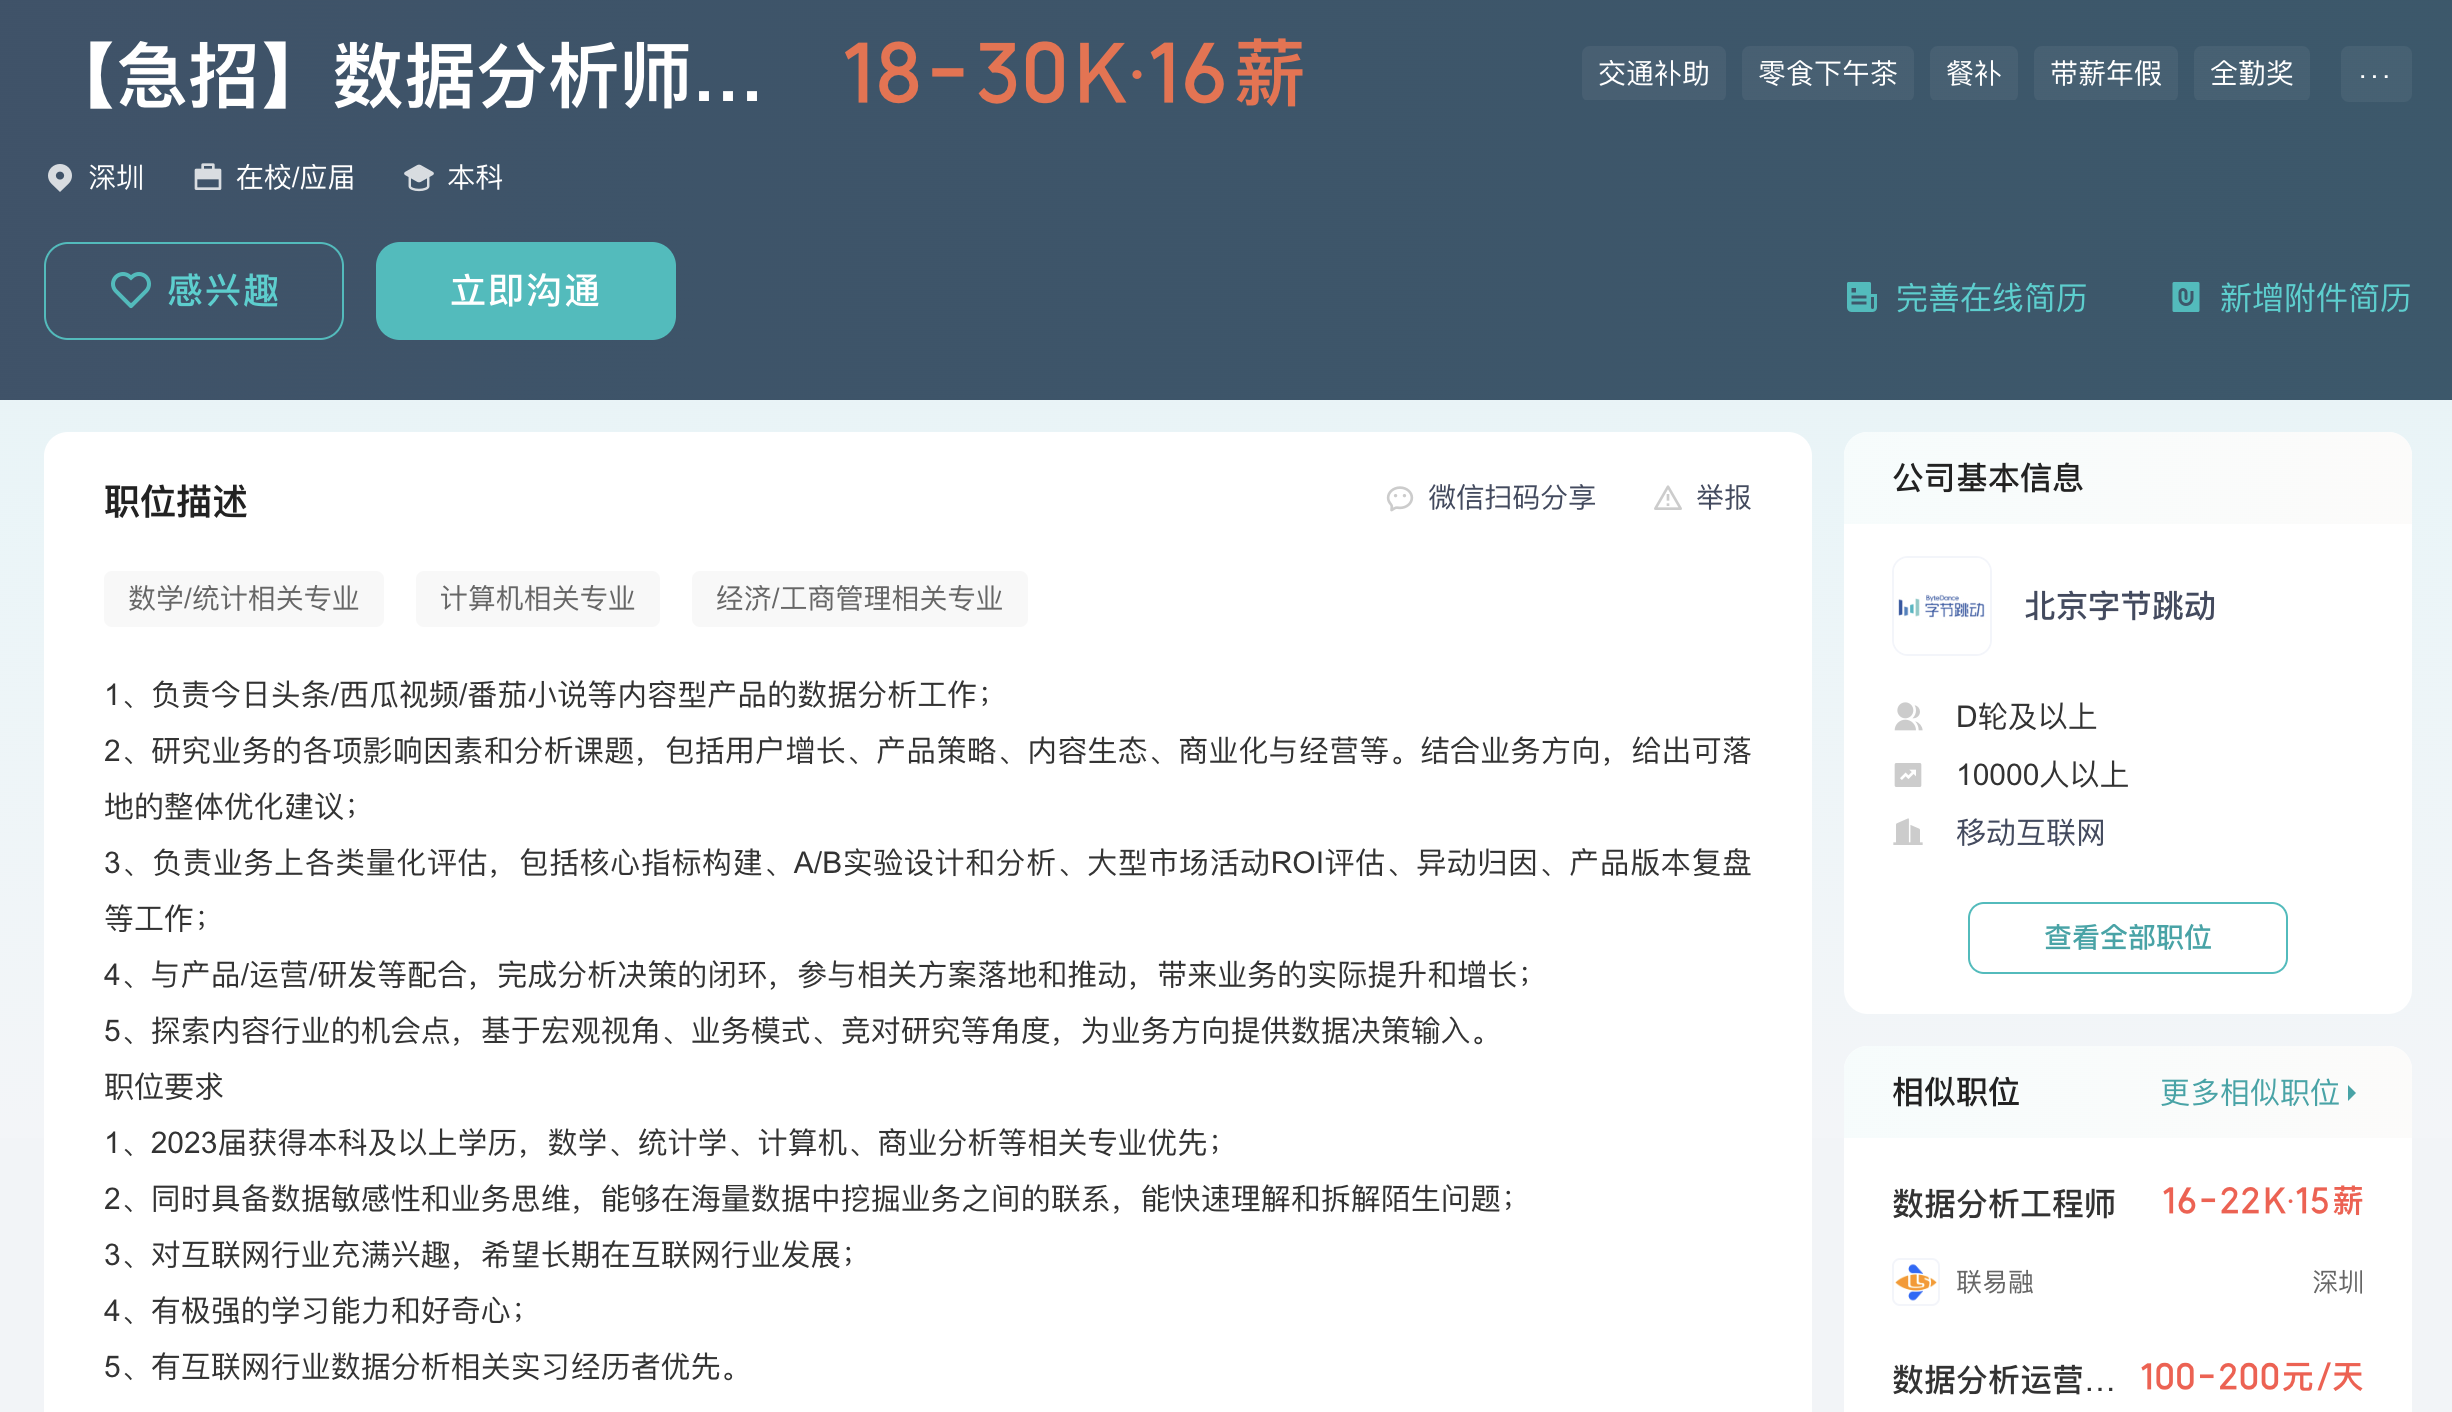 【急招】数据分析师...
18-30K·16薪
交通补助
零食下午茶
餐补
带薪年假
全勤奖
...
深圳
在校/应届
本科
感兴趣
立即沟通
完善在线简历
新增附件简历
职位描述
微信扫码分享
举报
数学/统计相关专业
计算机相关专业
经济/工商管理相关专业
1、负责今日头条/西瓜视频/番茄小说等内容型产品的数据分析工作；
2、研究业务的各项影响因素和分析课题，包括用户增长、产品策略、内容生态、商业化与经营等。结合业务方向，给出可落
地的整体优化建议；
3、负责业务上各类量化评估，包括核心指标构建、A/B实验设计和分析、大型市场活动ROI评估、异动归因、产品版本复盘
等工作；
4、与产品/运营/研发等配合，完成分析决策的闭环，参与相关方案落地和推动，带来业务的实际提升和增长；
5、探索内容行业的机会点，基于宏观视角、业务模式、竞对研究等角度，为业务方向提供数据决策输入。
职位要求
1、2023届获得本科及以上学历，数学、统计学、计算机、商业分析等相关专业优先；
2、同时具备数据敏感性和业务思维，能够在海量数据中挖掘业务之间的联系，能快速理解和拆解陌生问题；
3、对互联网行业充满兴趣，希望长期在互联网行业发展；
4、有极强的学习能力和好奇心；
5、有互联网行业数据分析相关实习经历者优先。
公司基本信息
ByteDance
字节跳动
北京字节跳动
D轮及以上
10000人以上
移动互联网
查看全部职位
相似职位
更多相似职位
数据分析工程师
16-22K·15薪
联易融
深圳
数据分析运营...
100-200元/天